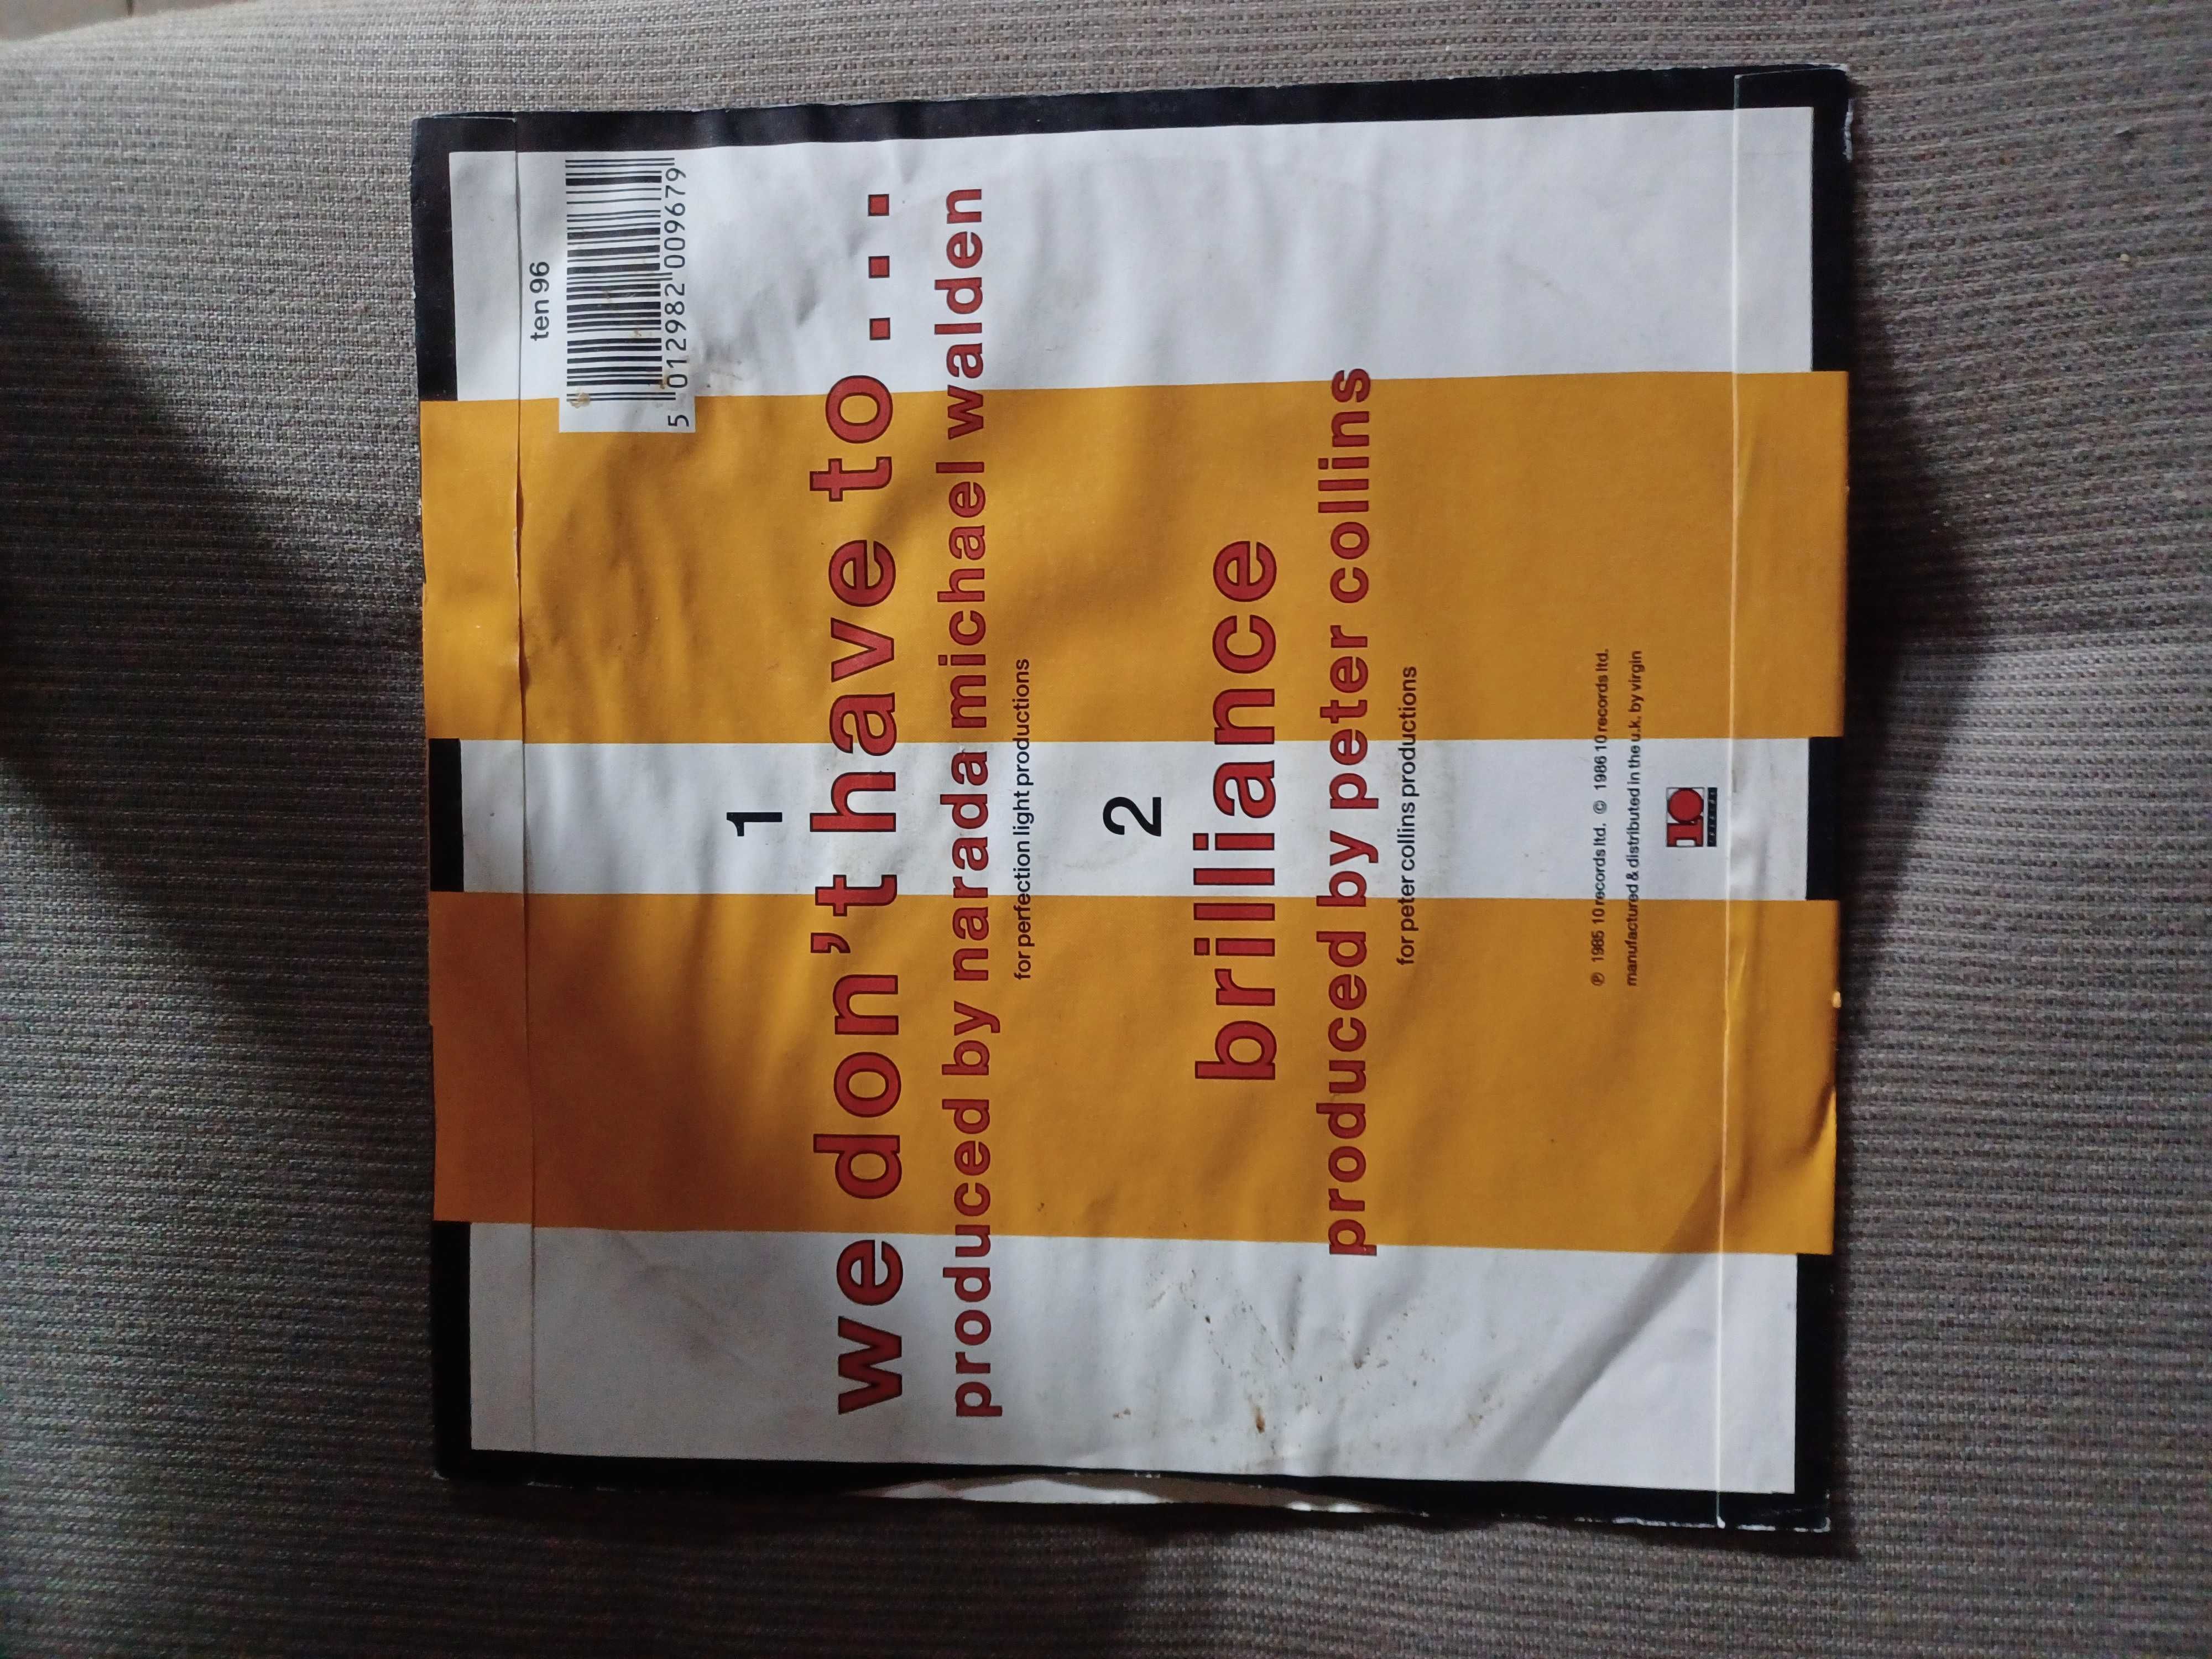 ten 96
5 012982 009679
1
we don't have to...
produced by narada michael walden
for perfection light productions
2
brilliance
produced by peter collins
for peter collins productions
℗ 1985 10 records ltd. © 1986 10 records ltd.
manufactured & distributed in the u.k. by virgin
10